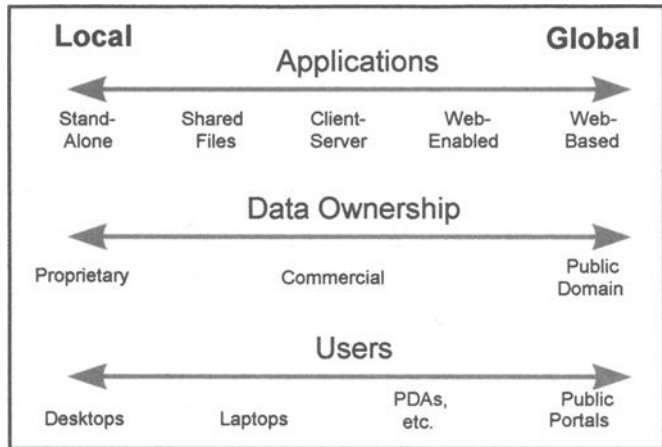 Local Global
Applications
Stand- Shared Client- Web- Web-
Alone Files Server Enabled Based
Data Ownership
Proprietary Commercial Public
Domain
Users
Desktops Laptops PDAs, Public
etc. Portals